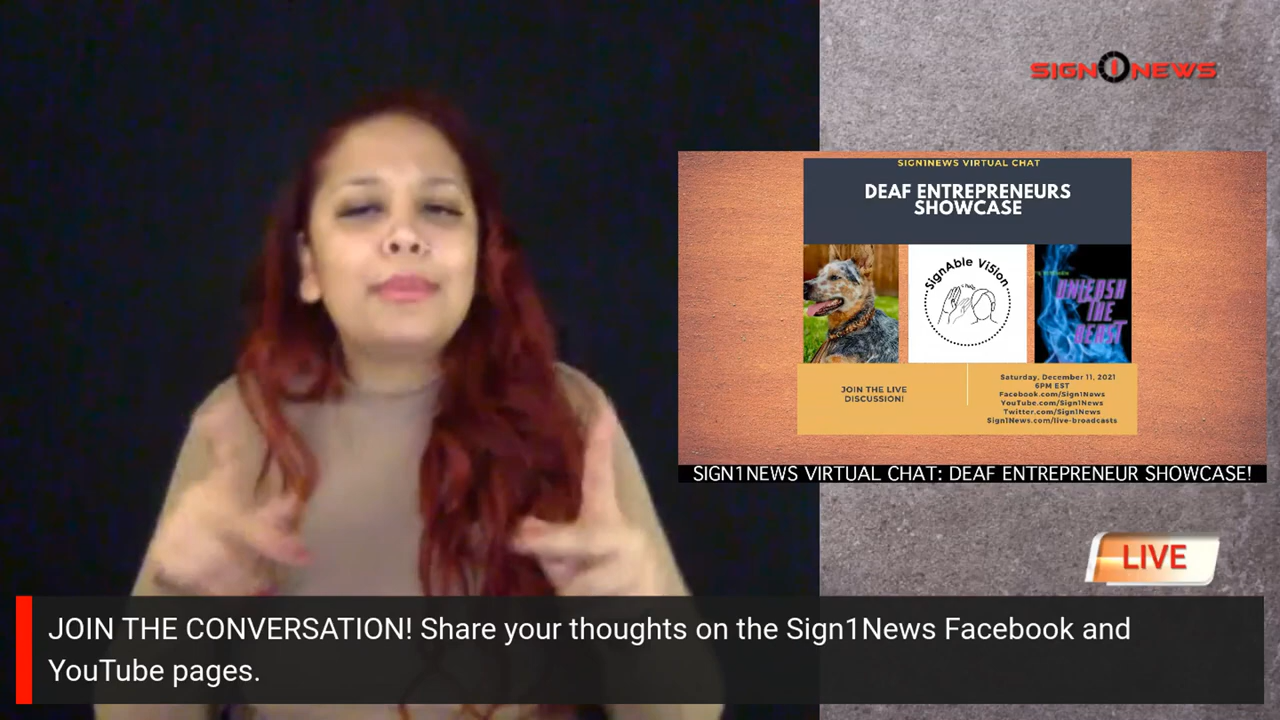 SIGN1NEWS
SIGN1NEWS VIRTUAL CHAT
DEAF ENTREPRENEURS
SHOWCASE
SignAble Vi5ion
UNLEASH
THE
BEAST
JOIN THE LIVE
DISCUSSION!
Saturday, December 11, 2021
6PM EST
Facebook.com/Sign1News
YouTube.com/Sign1News
Twitter.com/Sign1News
Sign1News.com/live-broadcasts
SIGN1NEWS VIRTUAL CHAT: DEAF ENTREPRENEUR SHOWCASE!
LIVE
JOIN THE CONVERSATION! Share your thoughts on the Sign1News Facebook and
YouTube pages.